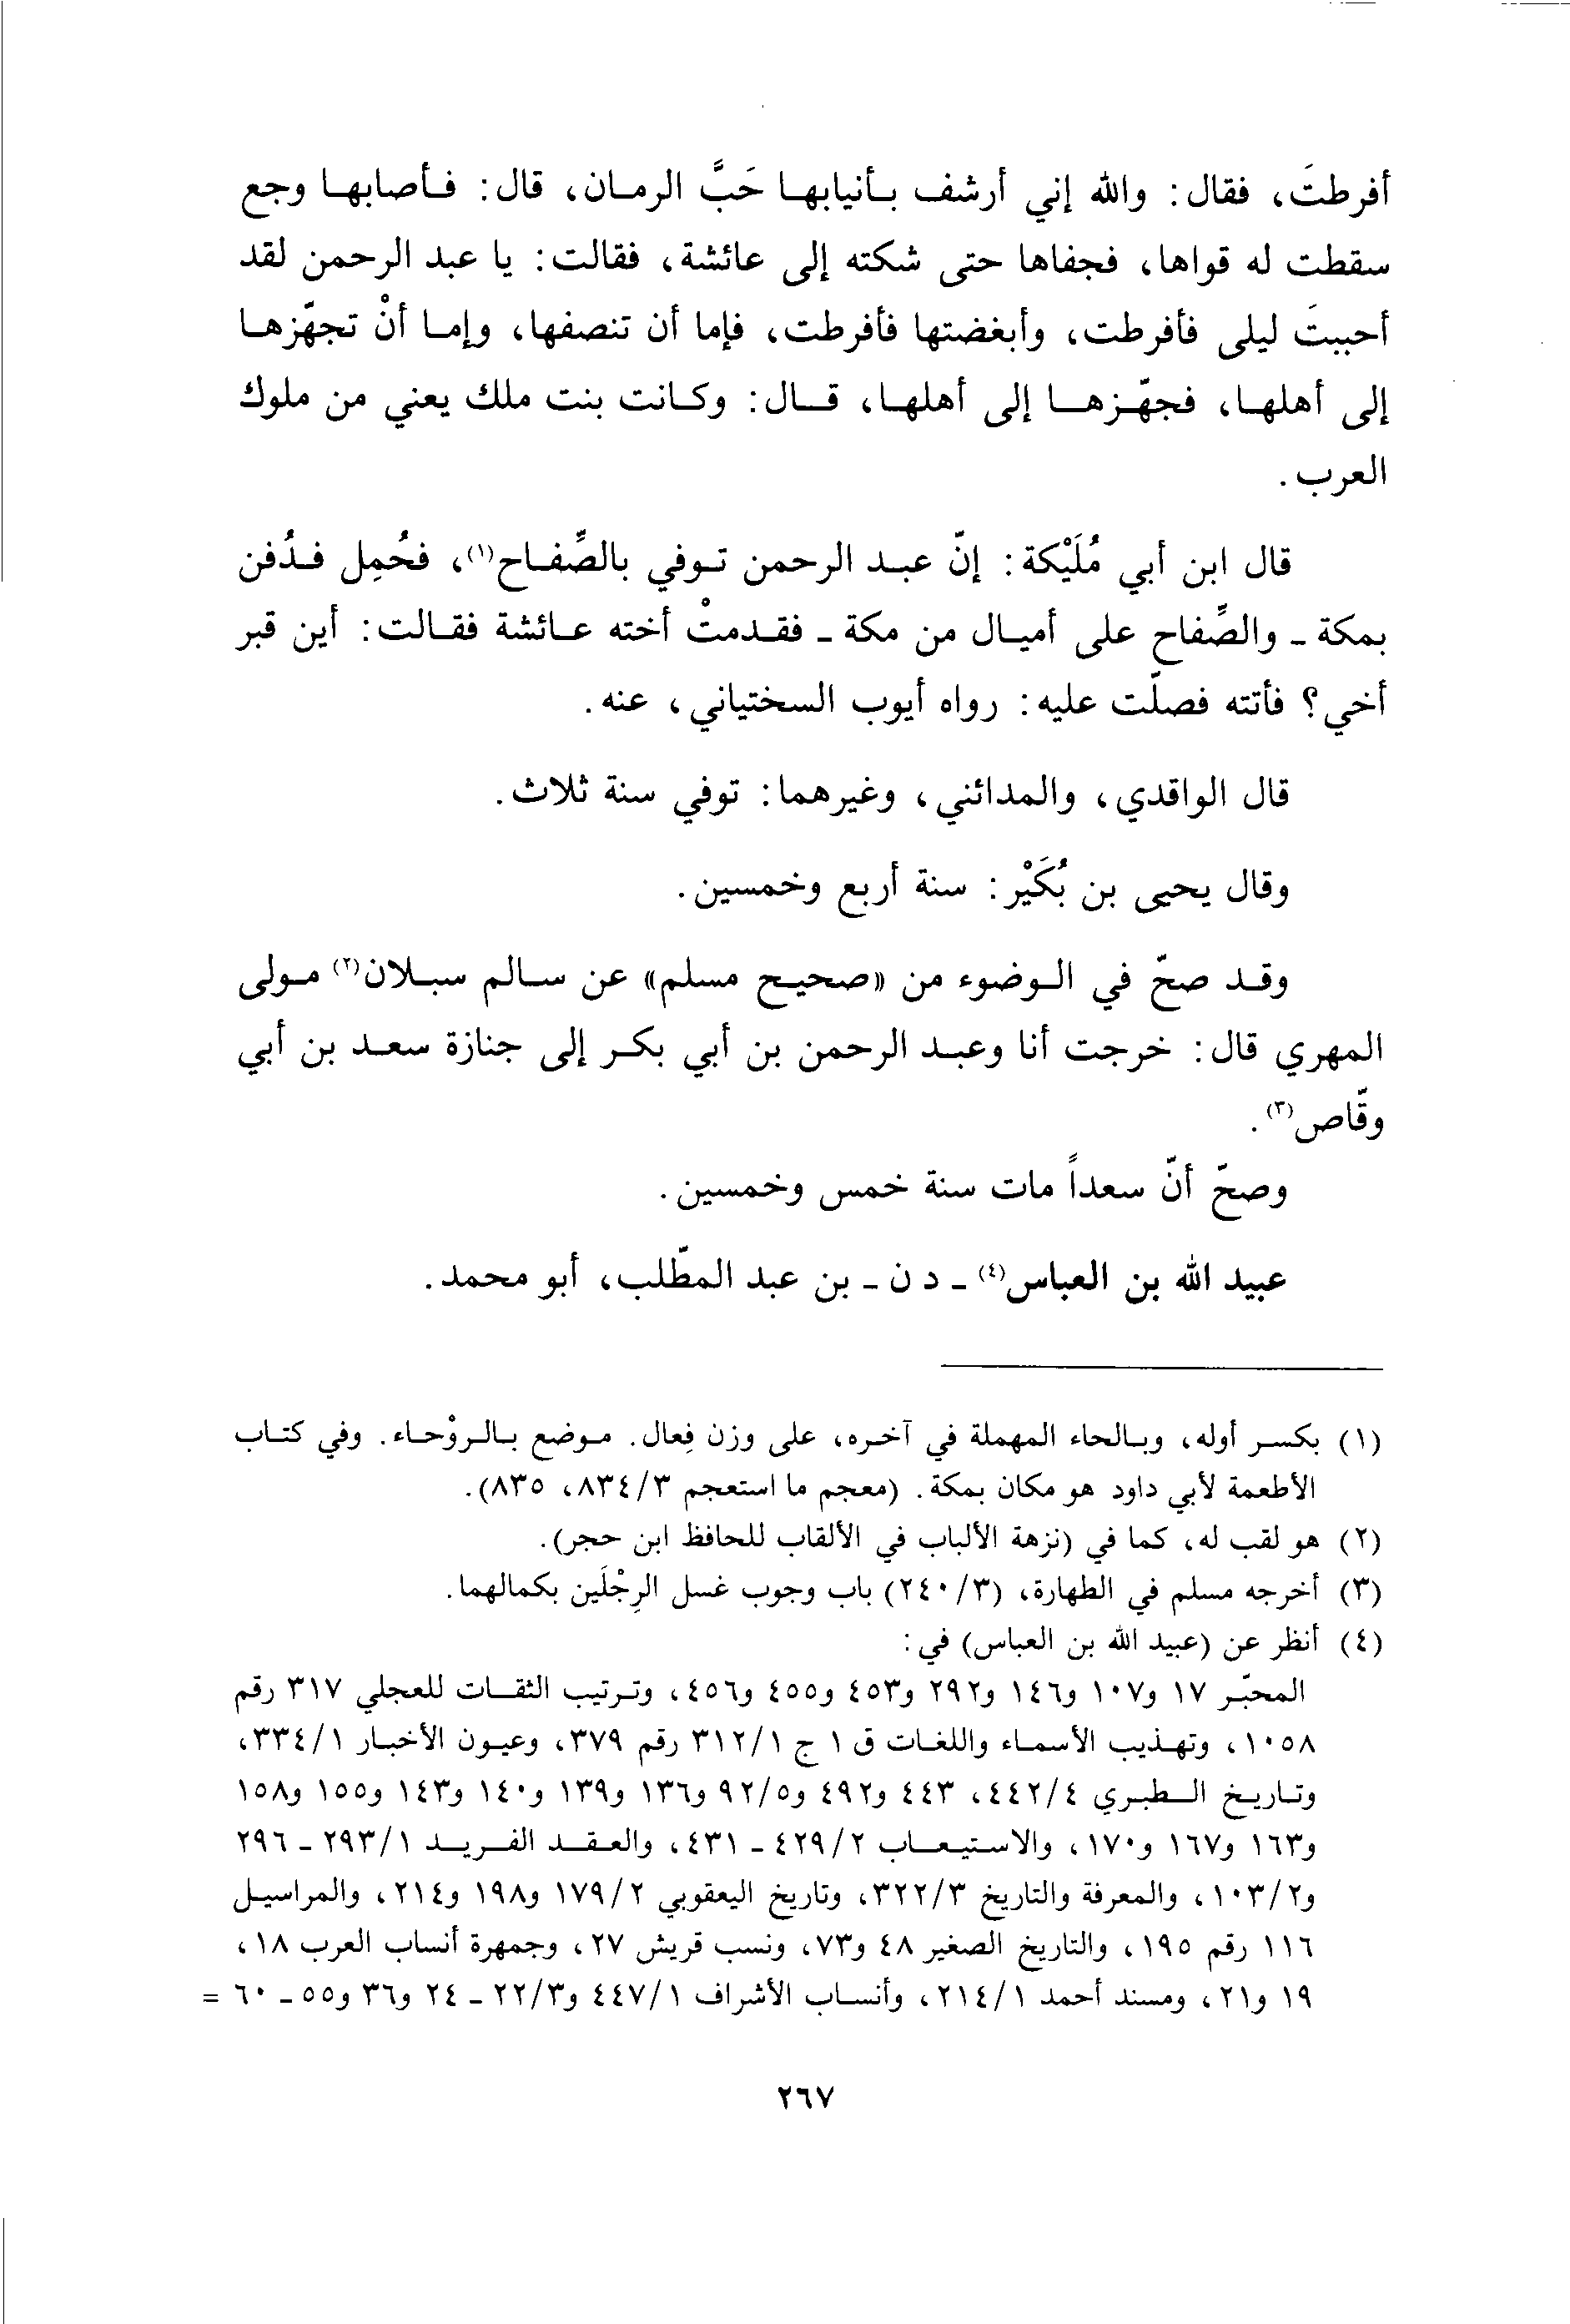 أفرطتَ، فقال: والله إني أرشف بأنيابها حَبَّ الرمان، قال: فأصابها وجع
سقطت له قواها، فجفاها حتى شكته إلى عائشة، فقالت: يا عبد الرحمن لقد
أحببتَ ليلى فأفرطت، وأبغضتها فأفرطت، فإما أن تنصفها، وإما أنْ تجهّزها
إلى أهلها، فجهّزها إلى أهلها، قال: وكانت بنت ملك يعني من ملوك
العرب.
قال ابن أبي مُلَيْكة: إنّ عبد الرحمن توفي بالصِّفاح(١)، فحُمِل فدُفن
بمكة ـ والصِّفاح على أميال من مكة ـ فقدمتْ أخته عائشة فقالت: أين قبر
أخي؟ فأتته فصلّت عليه: رواه أيوب السختياني، عنه.
قال الواقدي، والمدائني، وغيرهما: توفي سنة ثلاث.
وقال يحيى بن بُكَيْر: سنة أربع وخمسين.
وقد صحّ في الوضوء من «صحيح مسلم» عن سالم سبلان(٢) مولى
المهري قال: خرجت أنا وعبد الرحمن بن أبي بكر إلى جنازة سعد بن أبي
وقّاص(٣).
وصحّ أنّ سعداً مات سنة خمس وخمسين.
عبيد الله بن العباس(٤) ـ د ن ـ بن عبد المطّلب، أبو محمد.
(١) بكسر أوله، وبالحاء المهملة في آخره، على وزن فِعال. موضع بالروْحاء. وفي كتاب
الأطعمة لأبي داود هو مكان بمكة. (معجم ما استعجم ٣/ ٨٣٤، ٨٣٥).
(٢) هو لقب له، كما في (نزهة الألباب في الألقاب للحافظ ابن حجر).
(٣) أخرجه مسلم في الطهارة، (٣/ ٢٤٠) باب وجوب غسل الرِجْلَين بكمالهما.
(٤) أنظر عن (عبيد الله بن العباس) في:
المحبّر ١٧ و١٠٧ و١٤٦ و٢٩٢ و٤٥٣ و٤٥٥ و٤٥٦، وترتيب الثقات للعجلي ٣١٧ رقم
١٠٥٨، وتهذيب الأسماء واللغات ق ١ ج ١/ ٣١٢ رقم ٣٧٩، وعيون الأخبار ١/ ٣٣٤،
وتاريخ الطبري ٤/ ٤٤٢، ٤٤٣ و٤٩٢ و٥/ ٩٢ و١٣٦ و١٣٩ و١٤٠ و١٤٣ و١٥٥ و١٥٨
و١٦٣ و١٦٧ و١٧٠، والاستيعاب ٢/ ٤٢٩ ـ ٤٣١، والعقد الفريد ١/ ٢٩٣ ـ ٢٩٦
و٢/ ١٠٣، والمعرفة والتاريخ ٣/ ٣٢٢، وتاريخ اليعقوبي ٢/ ١٧٩ و١٩٨ و٢١٤، والمراسيل
١١٦ رقم ١٩٥، والتاريخ الصغير ٤٨ و٧٣، ونسب قريش ٢٧، وجمهرة أنساب العرب ١٨،
١٩ و٢١، ومسند أحمد ١/ ٢١٤، وأنساب الأشراف ١/ ٤٤٧ و٣/ ٢٢ ـ ٢٤ و٣٦ و٥٥ ـ ٦٠ =
٢٦٧